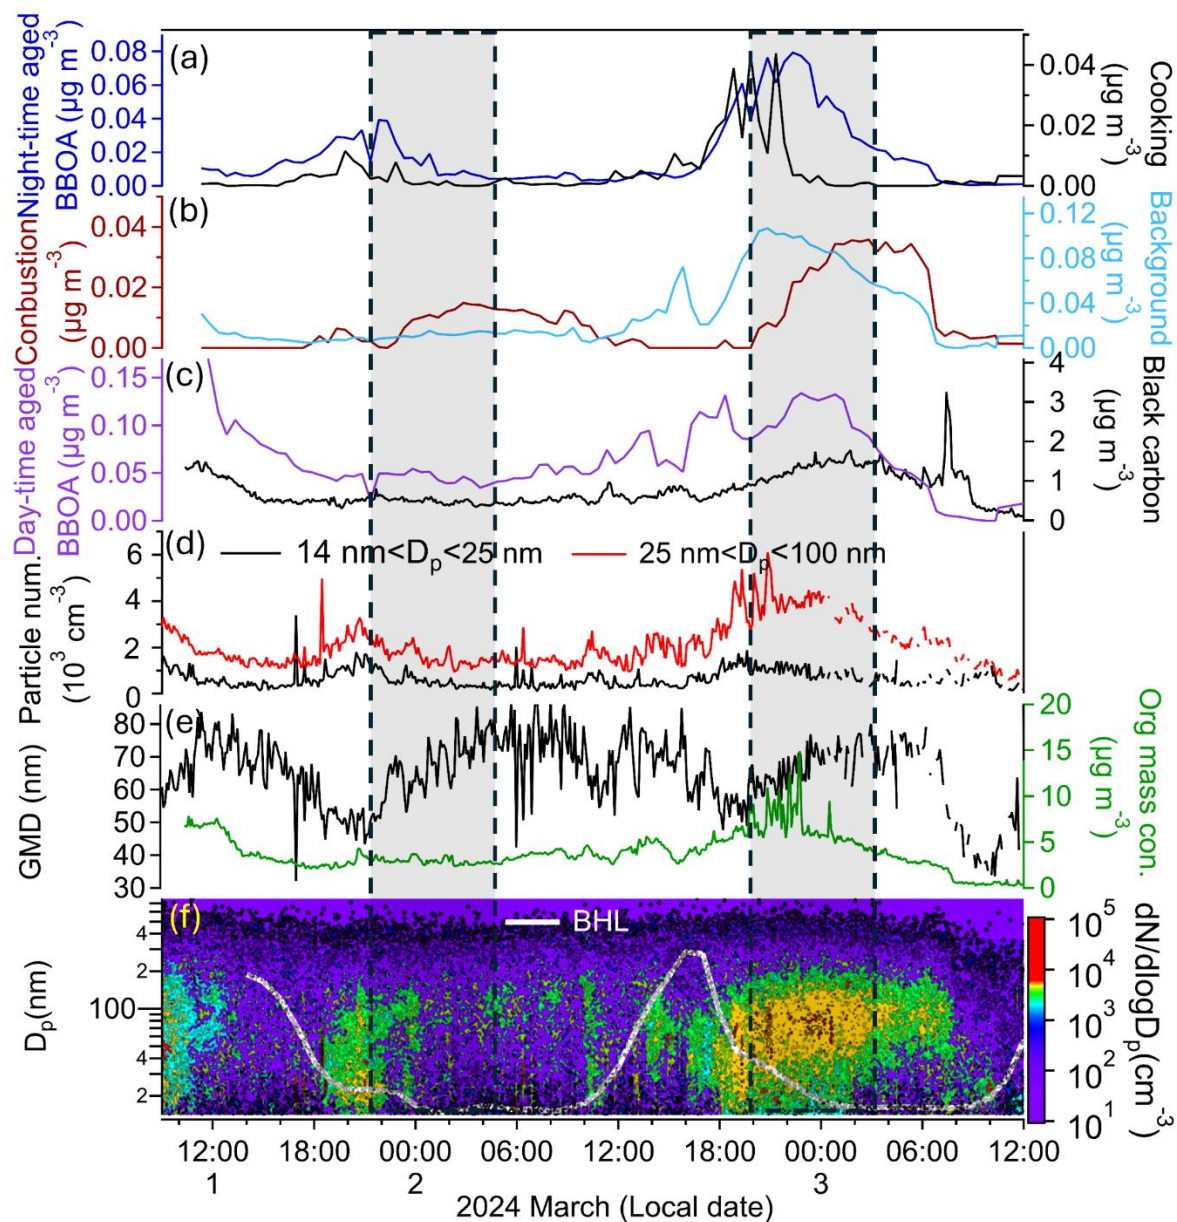 (a)
Night-time aged
BBOA (µg m⁻³)
0.08
0.06
0.04
0.02
0.00
0.04
0.02
0.00
Cooking
(µg m⁻³)
(b)
Conbustion
(µg m⁻³)
0.04
0.02
0.00
0.12
0.08
0.04
0.00
Background
(µg m⁻³)
(c)
Day-time aged
BBOA (µg m⁻³)
0.15
0.10
0.05
0.00
4
3
2
1
0
Black carbon
(µg m⁻³)
(d)
14 nm<Dₚ<25 nm
25 nm<Dₚ<100 nm
Particle num.
(10³ cm⁻³)
6
4
2
0
(e)
GMD (nm)
80
70
60
50
40
30
20
15
10
5
0
Org mass con.
(µg m⁻³)
(f)
BHL
Dₚ(nm)
4
2
100
4
2
10⁵
10⁴
10³
10²
10¹
dN/dlogDₚ(cm⁻³)
12:00 18:00 00:00 06:00 12:00 18:00 00:00 06:00 12:00
1 2 3
2024 March (Local date)